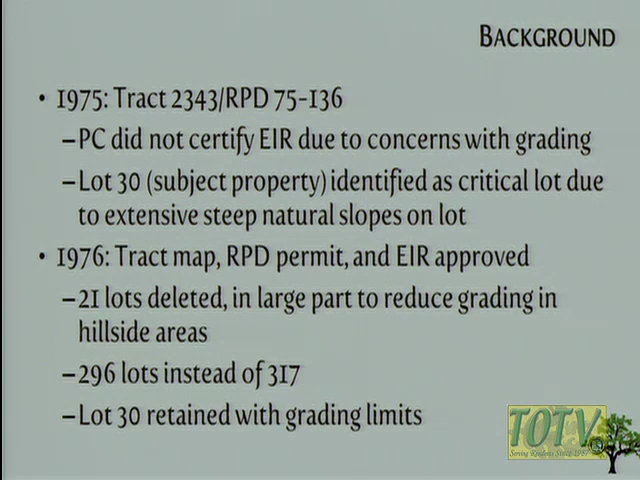 BACKGROUND
• 1975: Tract 2343/RPD 75-136
–PC did not certify EIR due to concerns with grading
–Lot 30 (subject property) identified as critical lot due
to extensive steep natural slopes on lot
• 1976: Tract map, RPD permit, and EIR approved
–21 lots deleted, in large part to reduce grading in
hillside areas
–296 lots instead of 317
–Lot 30 retained with grading limits
TOTV
Serving Residents Since 1987